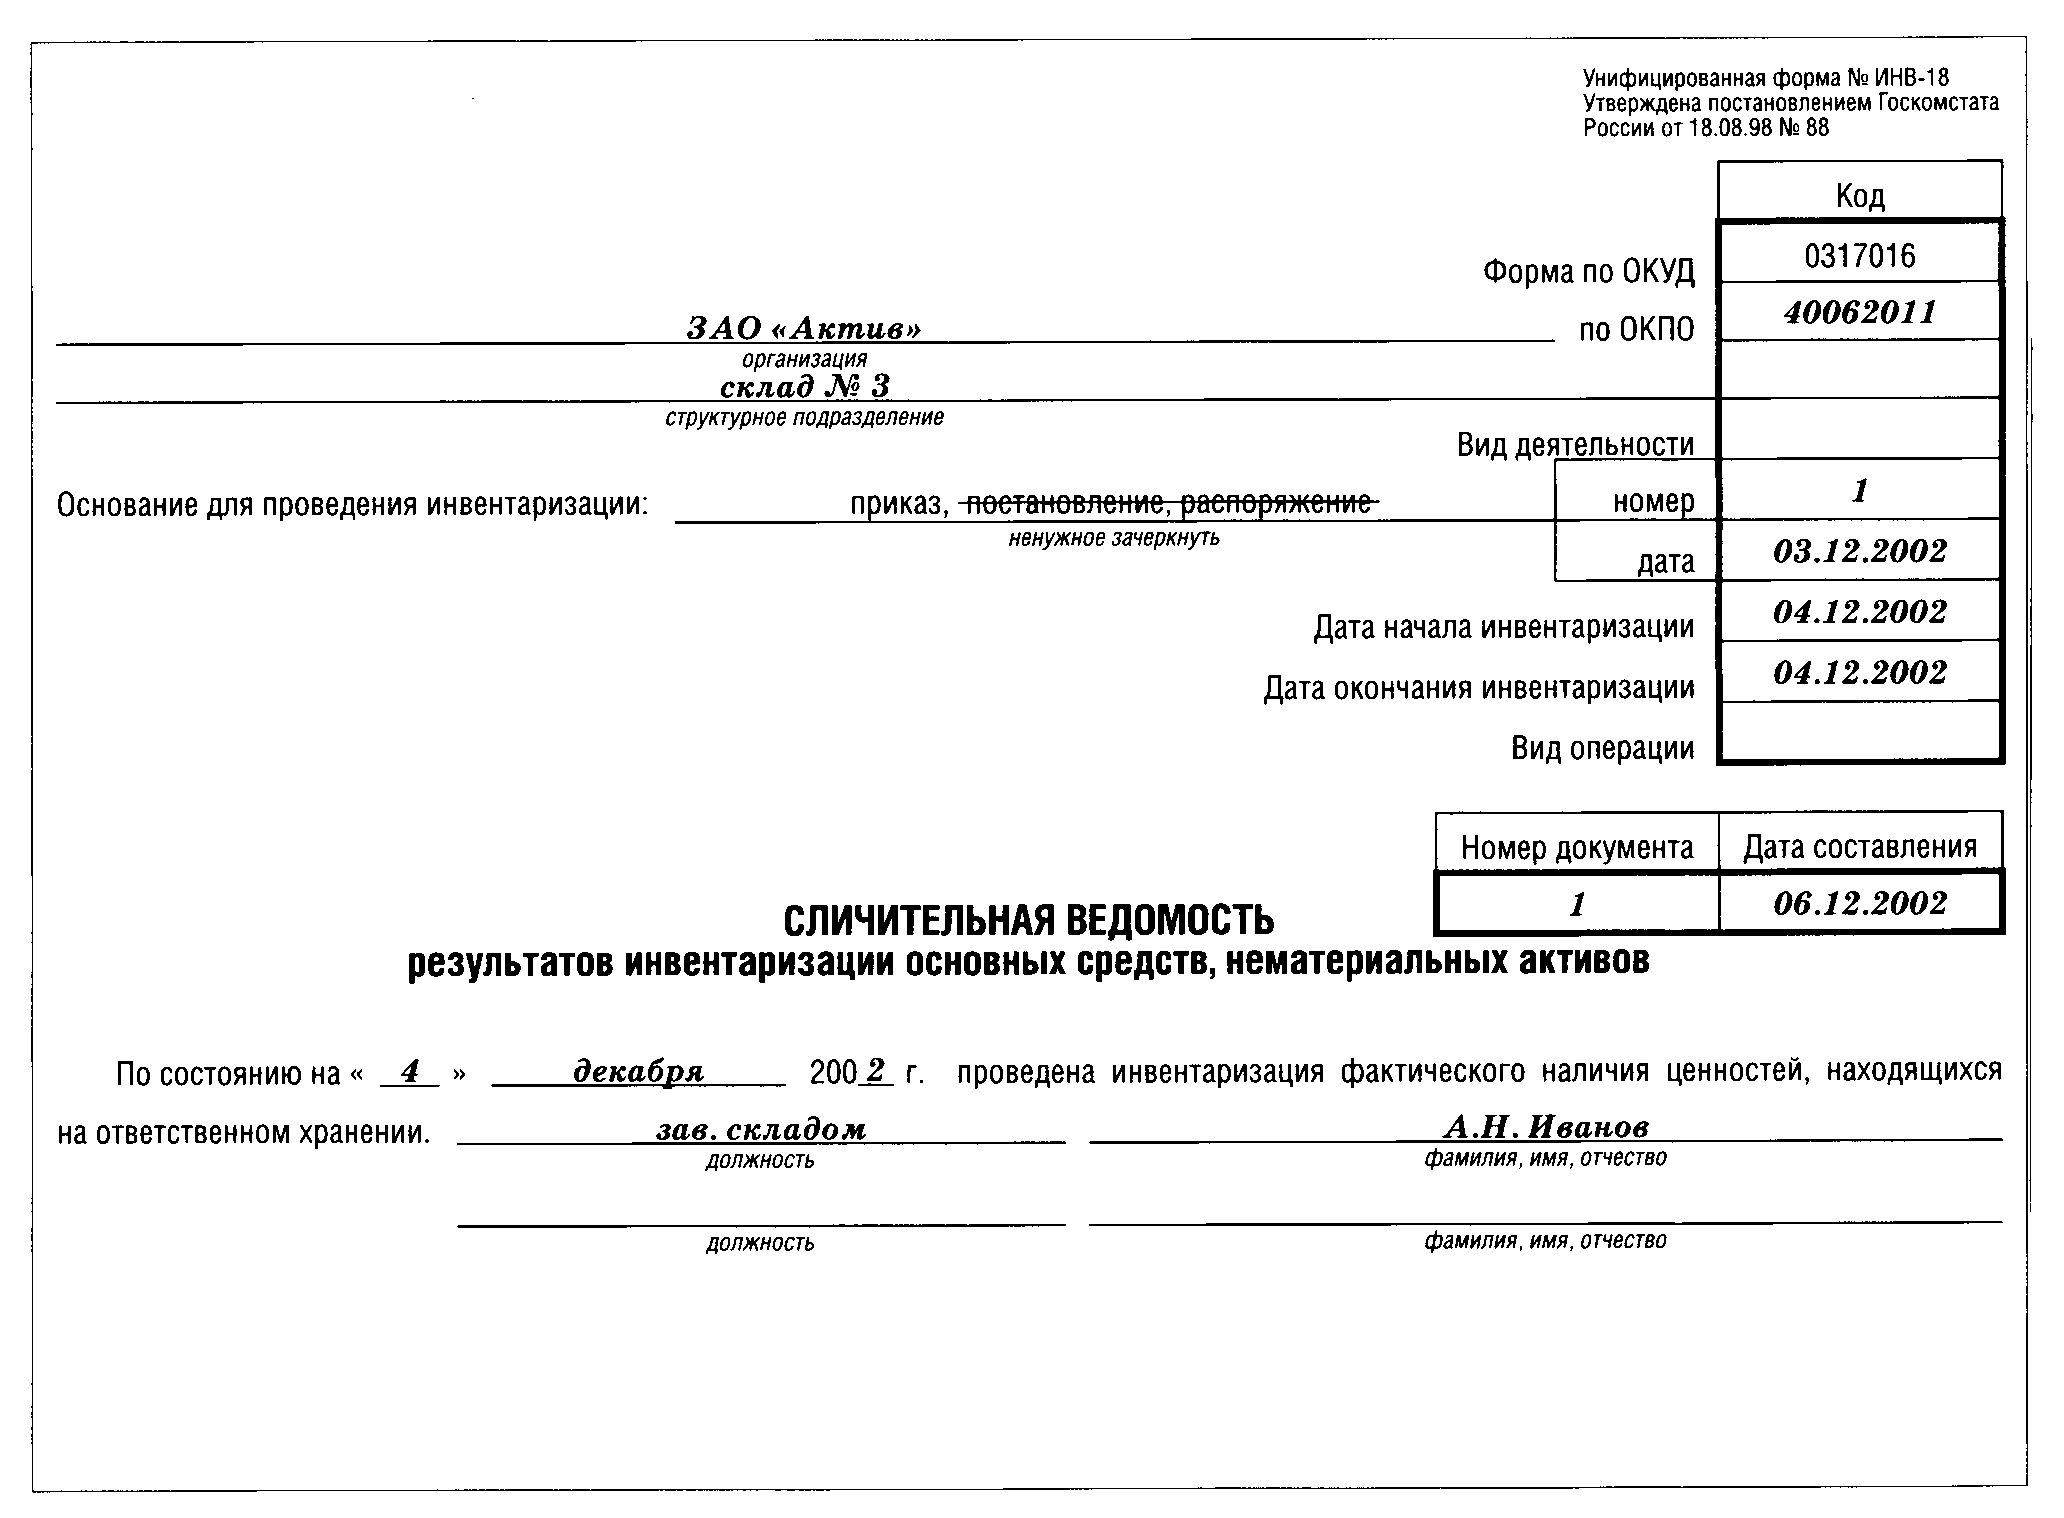 Унифицированная форма № ИНВ-18
Утверждена постановлением Госкомстата
России от 18.08.98 № 88
Код
Форма по ОКУД 0317016
ЗАО «Актив» по ОКПО 40062011
организация
склад № 3
структурное подразделение
Вид деятельности
Основание для проведения инвентаризации: приказ, постановление, распоряжение номер 1
ненужное зачеркнуть
дата 03.12.2002
Дата начала инвентаризации 04.12.2002
Дата окончания инвентаризации 04.12.2002
Вид операции
Номер документа Дата составления
1 06.12.2002
СЛИЧИТЕЛЬНАЯ ВЕДОМОСТЬ
результатов инвентаризации основных средств, нематериальных активов
По состоянию на « 4 » декабря 2002 г. проведена инвентаризация фактического наличия ценностей, находящихся
на ответственном хранении. зав. складом А.Н. Иванов
должность фамилия, имя, отчество
должность фамилия, имя, отчество